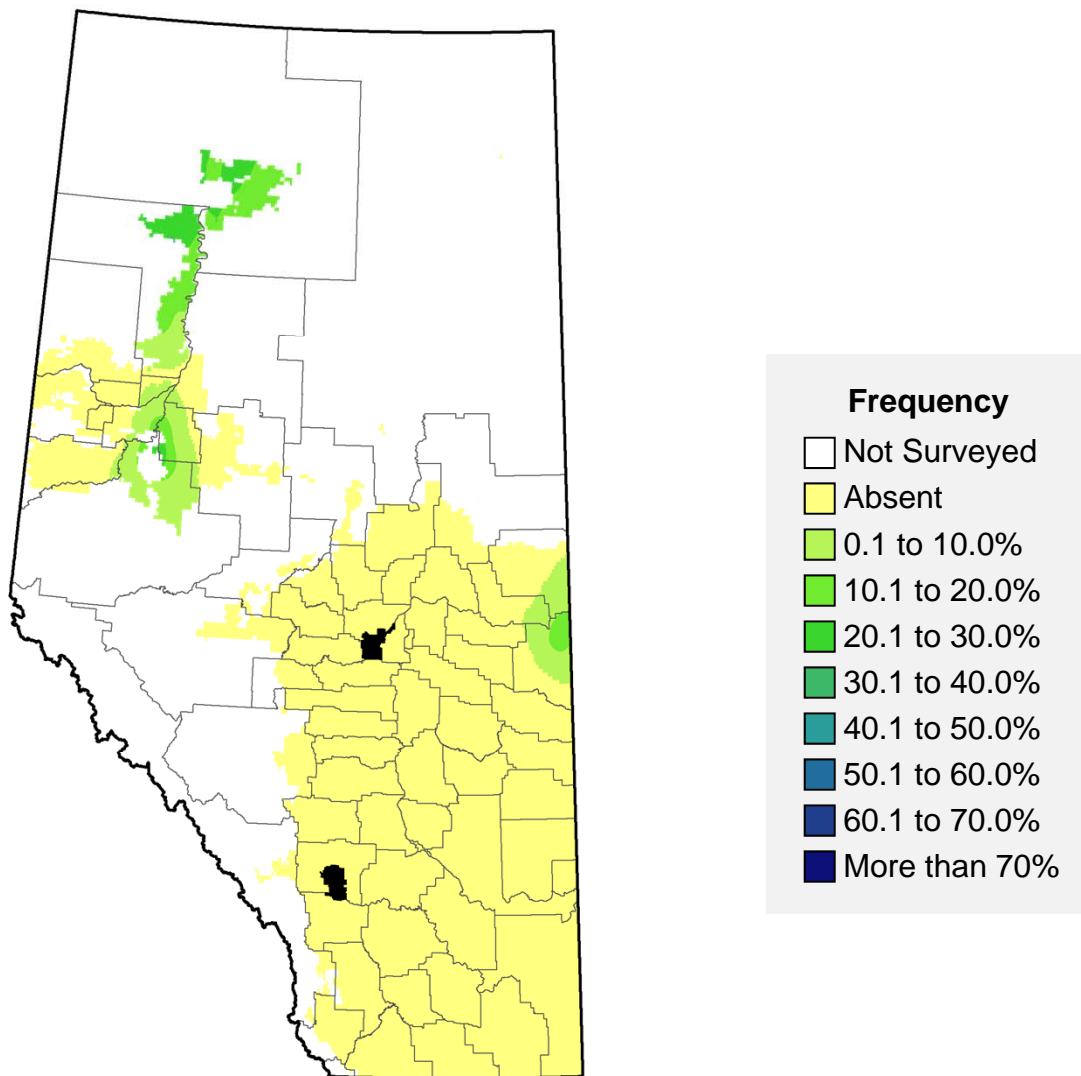 Frequency
Not Surveyed
Absent
0.1 to 10.0%
10.1 to 20.0%
20.1 to 30.0%
30.1 to 40.0%
40.1 to 50.0%
50.1 to 60.0%
60.1 to 70.0%
More than 70%